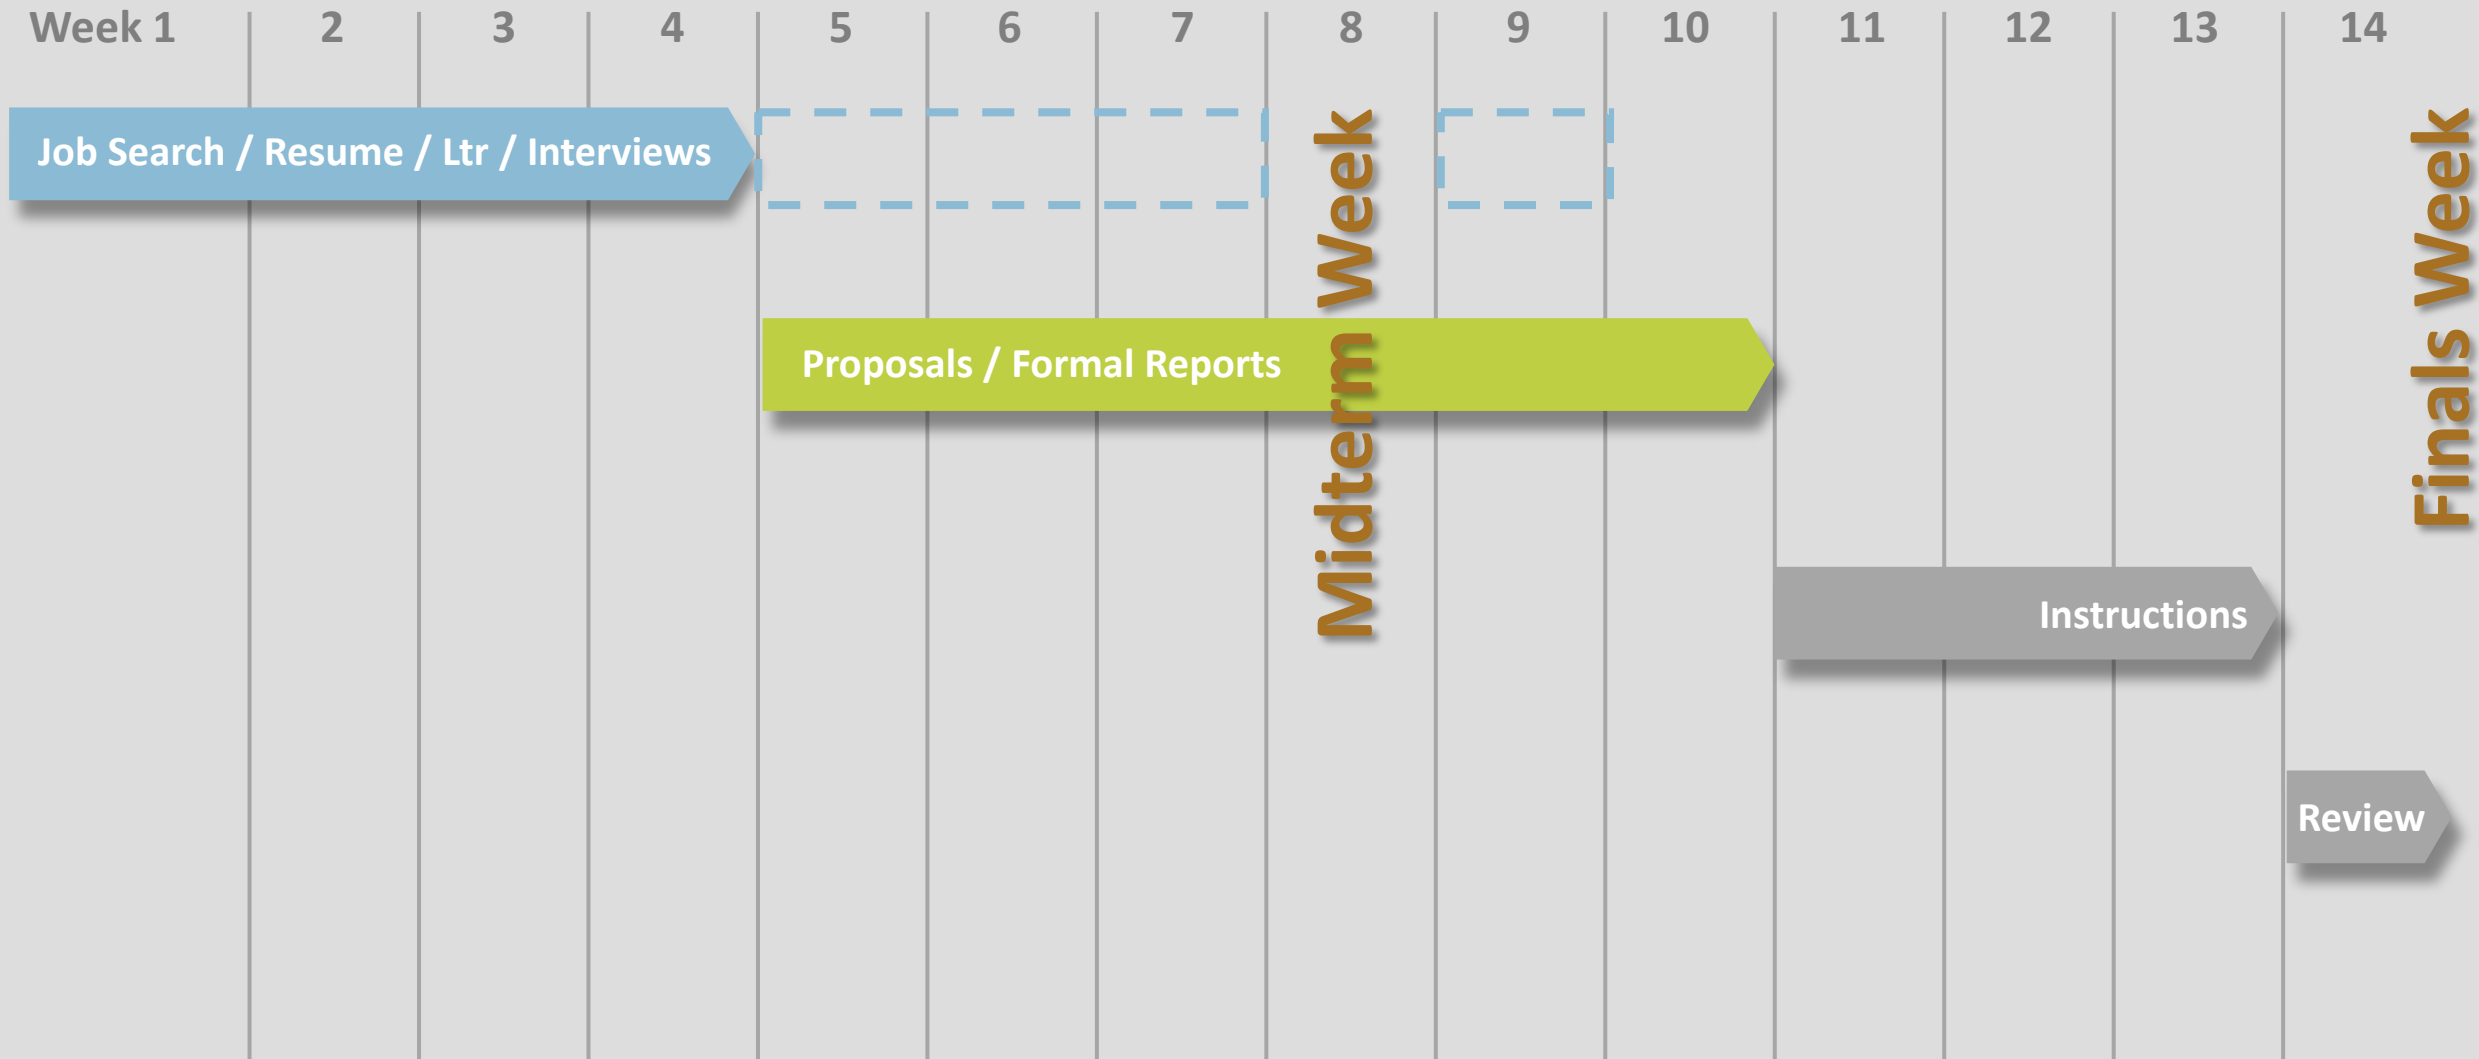 Week 1 2 3 4 5 6 7 8 9 10 11 12 13 14
Job Search / Resume / Ltr / Interviews
Proposals / Formal Reports
Midterm Week
Finals Week
Instructions
Review